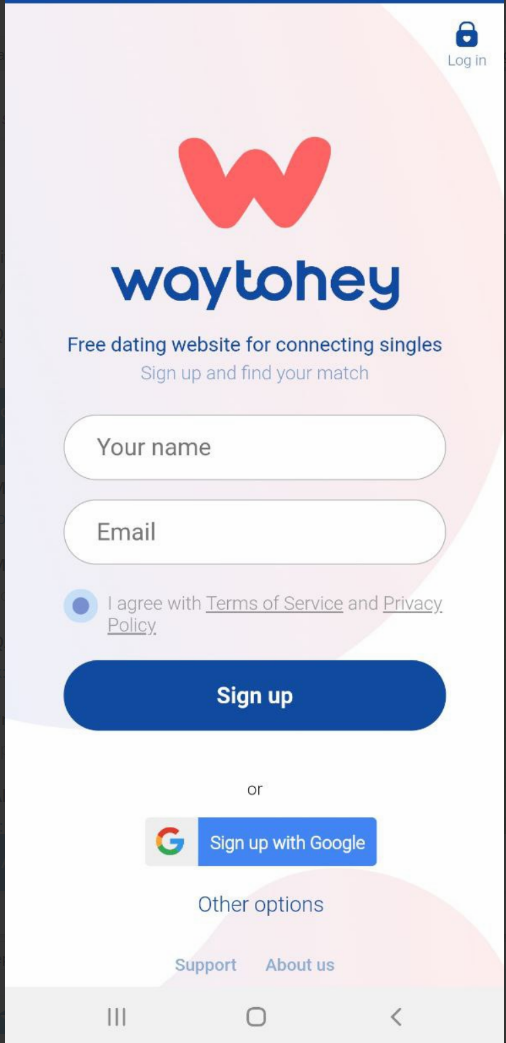 Log in
waytohey
Free dating website for connecting singles
Sign up and find your match
Your name
Email
I agree with Terms of Service and Privacy
Policy
Sign up
or
Sign up with Google
Other options
Support About us